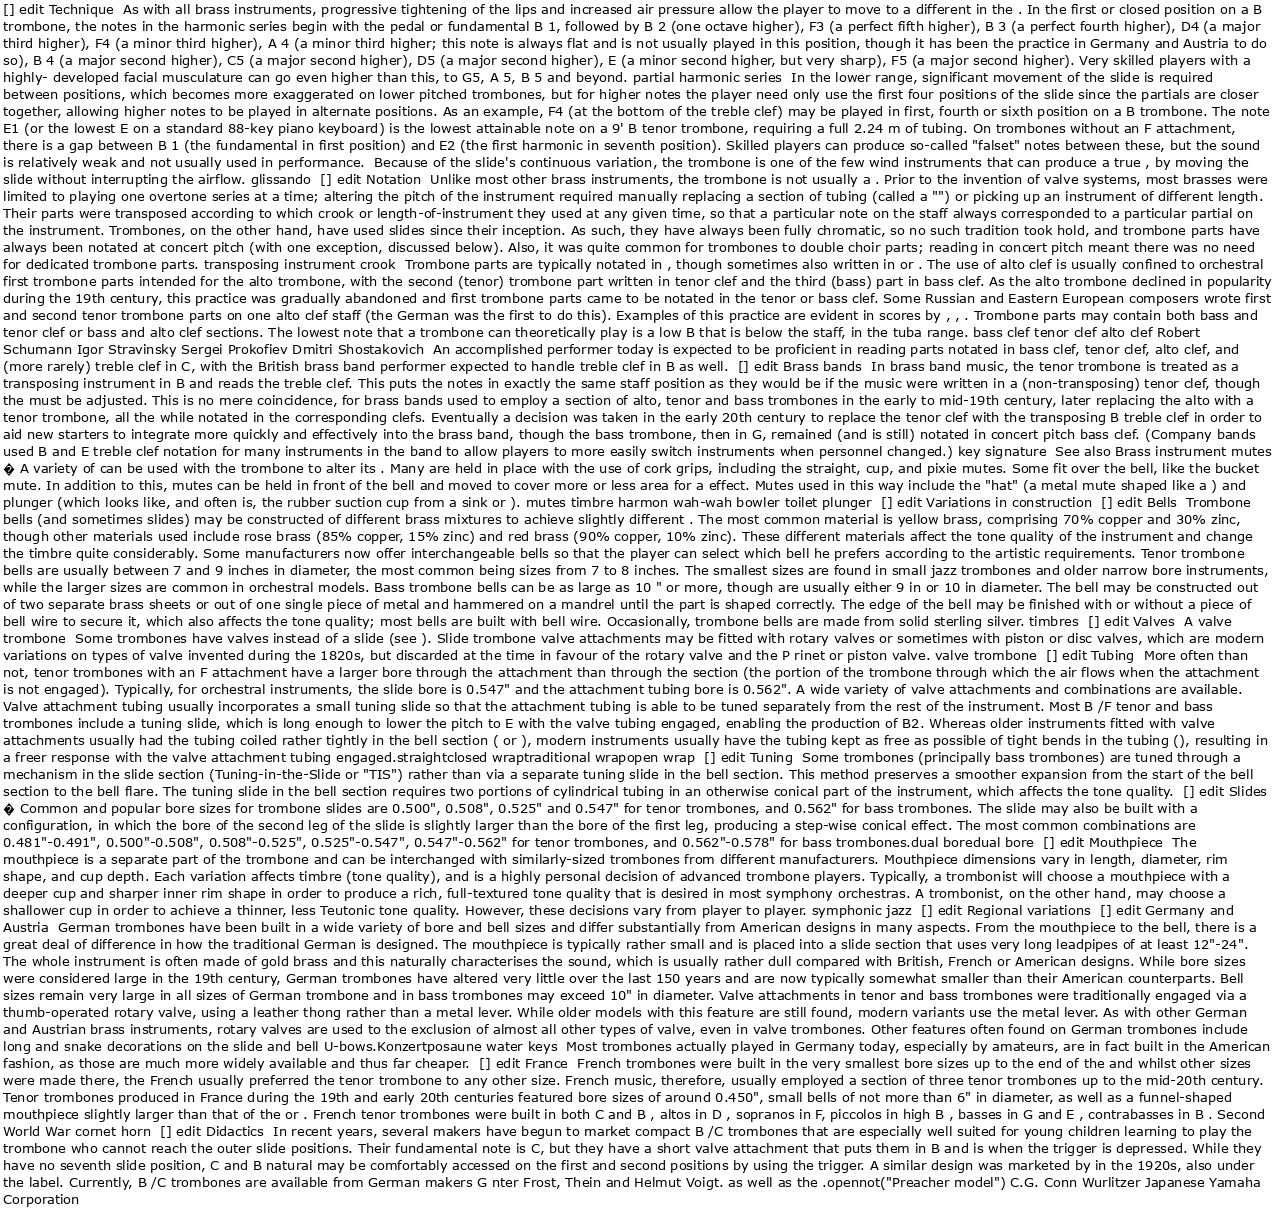 [] edit Technique  As with all brass instruments, progressive tightening of the lips and increased air pressure allow the player to move to a different in the . In the first or closed position on a B
trombone, the notes in the harmonic series begin with the pedal or fundamental B 1, followed by B 2 (one octave higher), F3 (a perfect fifth higher), B 3 (a perfect fourth higher), D4 (a major
third higher), F4 (a minor third higher), A 4 (a minor third higher; this note is always flat and is not usually played in this position, though it has been the practice in Germany and Austria to do
so), B 4 (a major second higher), C5 (a major second higher), D5 (a major second higher), E (a minor second higher, but very sharp), F5 (a major second higher). Very skilled players with a
highly- developed facial musculature can go even higher than this, to G5, A 5, B 5 and beyond. partial harmonic series  In the lower range, significant movement of the slide is required
between positions, which becomes more exaggerated on lower pitched trombones, but for higher notes the player need only use the first four positions of the slide since the partials are closer
together, allowing higher notes to be played in alternate positions. As an example, F4 (at the bottom of the treble clef) may be played in first, fourth or sixth position on a B trombone. The note
E1 (or the lowest E on a standard 88-key piano keyboard) is the lowest attainable note on a 9' B tenor trombone, requiring a full 2.24 m of tubing. On trombones without an F attachment,
there is a gap between B 1 (the fundamental in first position) and E2 (the first harmonic in seventh position). Skilled players can produce so-called "falset" notes between these, but the sound
is relatively weak and not usually used in performance.  Because of the slide's continuous variation, the trombone is one of the few wind instruments that can produce a true , by moving the
slide without interrupting the airflow. glissando  [] edit Notation  Unlike most other brass instruments, the trombone is not usually a . Prior to the invention of valve systems, most brasses were
limited to playing one overtone series at a time; altering the pitch of the instrument required manually replacing a section of tubing (called a "") or picking up an instrument of different length.
Their parts were transposed according to which crook or length-of-instrument they used at any given time, so that a particular note on the staff always corresponded to a particular partial on
the instrument. Trombones, on the other hand, have used slides since their inception. As such, they have always been fully chromatic, so no such tradition took hold, and trombone parts have
always been notated at concert pitch (with one exception, discussed below). Also, it was quite common for trombones to double choir parts; reading in concert pitch meant there was no need
for dedicated trombone parts. transposing instrument crook  Trombone parts are typically notated in , though sometimes also written in or . The use of alto clef is usually confined to orchestral
first trombone parts intended for the alto trombone, with the second (tenor) trombone part written in tenor clef and the third (bass) part in bass clef. As the alto trombone declined in popularity
during the 19th century, this practice was gradually abandoned and first trombone parts came to be notated in the tenor or bass clef. Some Russian and Eastern European composers wrote first
and second tenor trombone parts on one alto clef staff (the German was the first to do this). Examples of this practice are evident in scores by , , . Trombone parts may contain both bass and
tenor clef or bass and alto clef sections. The lowest note that a trombone can theoretically play is a low B that is below the staff, in the tuba range. bass clef tenor clef alto clef Robert
Schumann Igor Stravinsky Sergei Prokofiev Dmitri Shostakovich  An accomplished performer today is expected to be proficient in reading parts notated in bass clef, tenor clef, alto clef, and
(more rarely) treble clef in C, with the British brass band performer expected to handle treble clef in B as well.  [] edit Brass bands  In brass band music, the tenor trombone is treated as a
transposing instrument in B and reads the treble clef. This puts the notes in exactly the same staff position as they would be if the music were written in a (non-transposing) tenor clef, though
the must be adjusted. This is no mere coincidence, for brass bands used to employ a section of alto, tenor and bass trombones in the early to mid-19th century, later replacing the alto with a
tenor trombone, all the while notated in the corresponding clefs. Eventually a decision was taken in the early 20th century to replace the tenor clef with the transposing B treble clef in order to
aid new starters to integrate more quickly and effectively into the brass band, though the bass trombone, then in G, remained (and is still) notated in concert pitch bass clef. (Company bands
used B and E treble clef notation for many instruments in the band to allow players to more easily switch instruments when personnel changed.) key signature  See also Brass instrument mutes
� A variety of can be used with the trombone to alter its . Many are held in place with the use of cork grips, including the straight, cup, and pixie mutes. Some fit over the bell, like the bucket
mute. In addition to this, mutes can be held in front of the bell and moved to cover more or less area for a effect. Mutes used in this way include the "hat" (a metal mute shaped like a ) and
plunger (which looks like, and often is, the rubber suction cup from a sink or ). mutes timbre harmon wah-wah bowler toilet plunger  [] edit Variations in construction  [] edit Bells  Trombone
bells (and sometimes slides) may be constructed of different brass mixtures to achieve slightly different . The most common material is yellow brass, comprising 70% copper and 30% zinc,
though other materials used include rose brass (85% copper, 15% zinc) and red brass (90% copper, 10% zinc). These different materials affect the tone quality of the instrument and change
the timbre quite considerably. Some manufacturers now offer interchangeable bells so that the player can select which bell he prefers according to the artistic requirements. Tenor trombone
bells are usually between 7 and 9 inches in diameter, the most common being sizes from 7 to 8 inches. The smallest sizes are found in small jazz trombones and older narrow bore instruments,
while the larger sizes are common in orchestral models. Bass trombone bells can be as large as 10 " or more, though are usually either 9 in or 10 in diameter. The bell may be constructed out
of two separate brass sheets or out of one single piece of metal and hammered on a mandrel until the part is shaped correctly. The edge of the bell may be finished with or without a piece of
bell wire to secure it, which also affects the tone quality; most bells are built with bell wire. Occasionally, trombone bells are made from solid sterling silver. timbres  [] edit Valves  A valve
trombone  Some trombones have valves instead of a slide (see ). Slide trombone valve attachments may be fitted with rotary valves or sometimes with piston or disc valves, which are modern
variations on types of valve invented during the 1820s, but discarded at the time in favour of the rotary valve and the P rinet or piston valve. valve trombone  [] edit Tubing  More often than
not, tenor trombones with an F attachment have a larger bore through the attachment than through the section (the portion of the trombone through which the air flows when the attachment
is not engaged). Typically, for orchestral instruments, the slide bore is 0.547" and the attachment tubing bore is 0.562". A wide variety of valve attachments and combinations are available.
Valve attachment tubing usually incorporates a small tuning slide so that the attachment tubing is able to be tuned separately from the rest of the instrument. Most B /F tenor and bass
trombones include a tuning slide, which is long enough to lower the pitch to E with the valve tubing engaged, enabling the production of B2. Whereas older instruments fitted with valve
attachments usually had the tubing coiled rather tightly in the bell section ( or ), modern instruments usually have the tubing kept as free as possible of tight bends in the tubing (), resulting in
a freer response with the valve attachment tubing engaged.straightclosed wraptraditional wrapopen wrap  [] edit Tuning  Some trombones (principally bass trombones) are tuned through a
mechanism in the slide section (Tuning-in-the-Slide or "TIS") rather than via a separate tuning slide in the bell section. This method preserves a smoother expansion from the start of the bell
section to the bell flare. The tuning slide in the bell section requires two portions of cylindrical tubing in an otherwise conical part of the instrument, which affects the tone quality.  [] edit Slides
� Common and popular bore sizes for trombone slides are 0.500", 0.508", 0.525" and 0.547" for tenor trombones, and 0.562" for bass trombones. The slide may also be built with a
configuration, in which the bore of the second leg of the slide is slightly larger than the bore of the first leg, producing a step-wise conical effect. The most common combinations are
0.481"-0.491", 0.500"-0.508", 0.508"-0.525", 0.525"-0.547", 0.547"-0.562" for tenor trombones, and 0.562"-0.578" for bass trombones.dual boredual bore  [] edit Mouthpiece  The
mouthpiece is a separate part of the trombone and can be interchanged with similarly-sized trombones from different manufacturers. Mouthpiece dimensions vary in length, diameter, rim
shape, and cup depth. Each variation affects timbre (tone quality), and is a highly personal decision of advanced trombone players. Typically, a trombonist will choose a mouthpiece with a
deeper cup and sharper inner rim shape in order to produce a rich, full-textured tone quality that is desired in most symphony orchestras. A trombonist, on the other hand, may choose a
shallower cup in order to achieve a thinner, less Teutonic tone quality. However, these decisions vary from player to player. symphonic jazz  [] edit Regional variations  [] edit Germany and
Austria  German trombones have been built in a wide variety of bore and bell sizes and differ substantially from American designs in many aspects. From the mouthpiece to the bell, there is a
great deal of difference in how the traditional German is designed. The mouthpiece is typically rather small and is placed into a slide section that uses very long leadpipes of at least 12"-24".
The whole instrument is often made of gold brass and this naturally characterises the sound, which is usually rather dull compared with British, French or American designs. While bore sizes
were considered large in the 19th century, German trombones have altered very little over the last 150 years and are now typically somewhat smaller than their American counterparts. Bell
sizes remain very large in all sizes of German trombone and in bass trombones may exceed 10" in diameter. Valve attachments in tenor and bass trombones were traditionally engaged via a
thumb-operated rotary valve, using a leather thong rather than a metal lever. While older models with this feature are still found, modern variants use the metal lever. As with other German
and Austrian brass instruments, rotary valves are used to the exclusion of almost all other types of valve, even in valve trombones. Other features often found on German trombones include
long and snake decorations on the slide and bell U-bows.Konzertposaune water keys  Most trombones actually played in Germany today, especially by amateurs, are in fact built in the American
fashion, as those are much more widely available and thus far cheaper.  [] edit France  French trombones were built in the very smallest bore sizes up to the end of the and whilst other sizes
were made there, the French usually preferred the tenor trombone to any other size. French music, therefore, usually employed a section of three tenor trombones up to the mid-20th century.
Tenor trombones produced in France during the 19th and early 20th centuries featured bore sizes of around 0.450", small bells of not more than 6" in diameter, as well as a funnel-shaped
mouthpiece slightly larger than that of the or . French tenor trombones were built in both C and B , altos in D , sopranos in F, piccolos in high B , basses in G and E , contrabasses in B . Second
World War cornet horn  [] edit Didactics  In recent years, several makers have begun to market compact B /C trombones that are especially well suited for young children learning to play the
trombone who cannot reach the outer slide positions. Their fundamental note is C, but they have a short valve attachment that puts them in B and is when the trigger is depressed. While they
have no seventh slide position, C and B natural may be comfortably accessed on the first and second positions by using the trigger. A similar design was marketed by in the 1920s, also under
the label. Currently, B /C trombones are available from German makers G nter Frost, Thein and Helmut Voigt. as well as the .opennot("Preacher model") C.G. Conn Wurlitzer Japanese Yamaha
Corporation